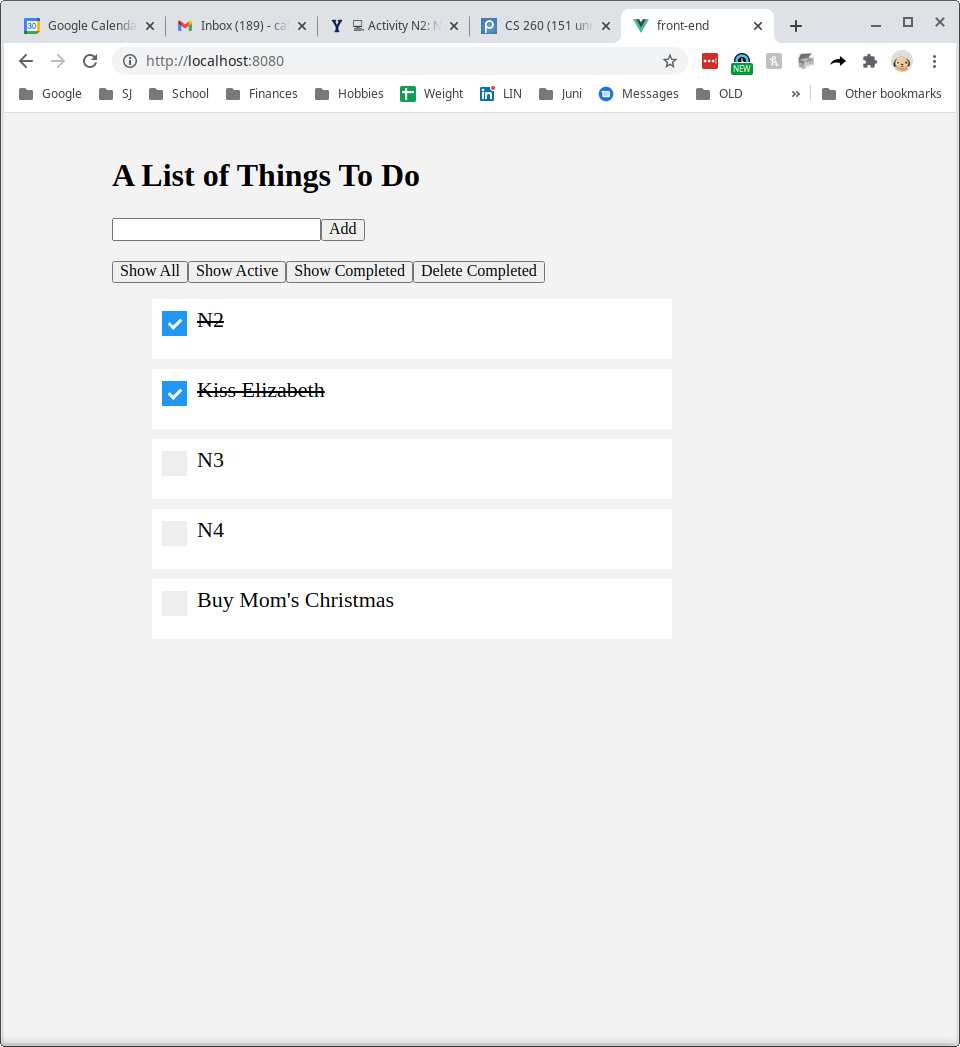 Google Calenda
Inbox (189) - cal
Activity N2: N
CS 260 (151 unr
front-end
http://localhost:8080
NEW
Google
SJ
School
Finances
Hobbies
Weight
LIN
Juni
Messages
OLD
»
Other bookmarks
A List of Things To Do
Add
Show All Show Active Show Completed Delete Completed
N2
Kiss Elizabeth
N3
N4
Buy Mom's Christmas